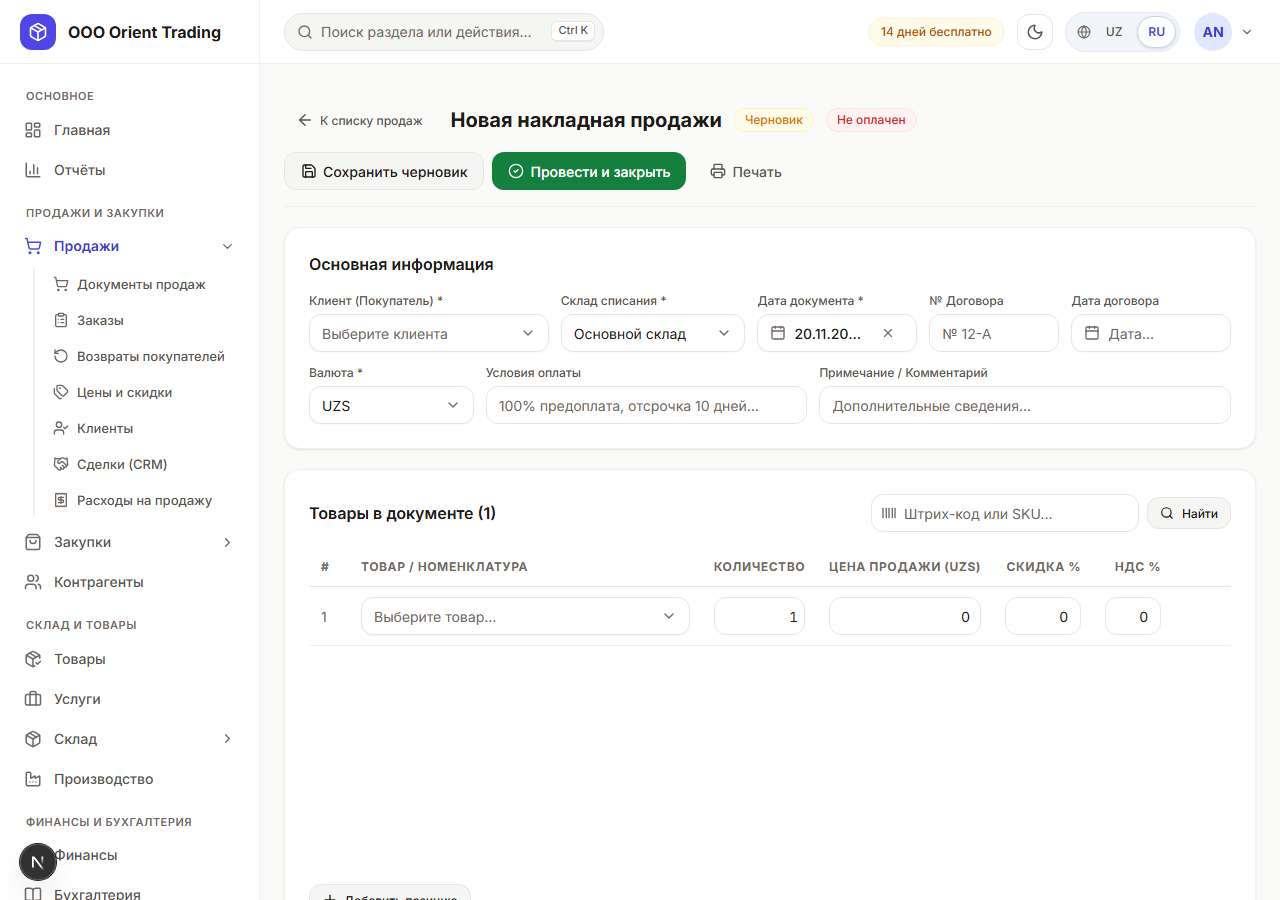 ООО Orient Trading
Поиск раздела или действия...
Ctrl K
14 дней бесплатно
UZ
RU
AN
ОСНОВНОЕ
Главная
Отчёты
ПРОДАЖИ И ЗАКУПКИ
Продажи
Документы продаж
Заказы
Возвраты покупателей
Цены и скидки
Клиенты
Сделки (CRM)
Расходы на продажу
Закупки
Контрагенты
СКЛАД И ТОВАРЫ
Товары
Услуги
Склад
Производство
ФИНАНСЫ И БУХГАЛТЕРИЯ
Финансы
Бухгалтерия
N
К списку продаж
Новая накладная продажи
Черновик
Не оплачен
Сохранить черновик
Провести и закрыть
Печать
Основная информация
Клиент (Покупатель) *
Склад списания *
Дата документа *
№ Договора
Дата договора
Выберите клиента
Основной склад
20.11.20...
№ 12-А
Дата...
Валюта *
Условия оплаты
Примечание / Комментарий
UZS
100% предоплата, отсрочка 10 дней...
Дополнительные сведения...
Товары в документе (1)
Штрих-код или SKU...
Найти
# ТОВАР / НОМЕНКЛАТУРА КОЛИЧЕСТВО ЦЕНА ПРОДАЖИ (UZS) СКИДКА % НДС %
1 Выберите товар... 1 0 0 0
Добавить позицию